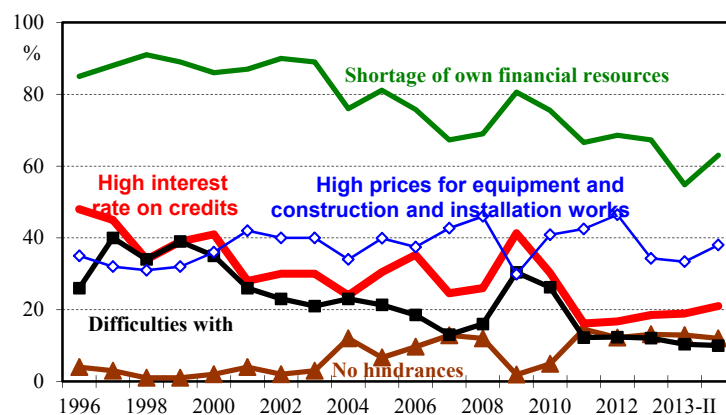 100
%
80
60
40
20
0
Shortage of own financial resources
High interest
rate on credits
High prices for equipment and
construction and installation works
Difficulties with
No hindrances
1996 1998 2000 2002 2004 2006 2008 2010 2012 2013-II